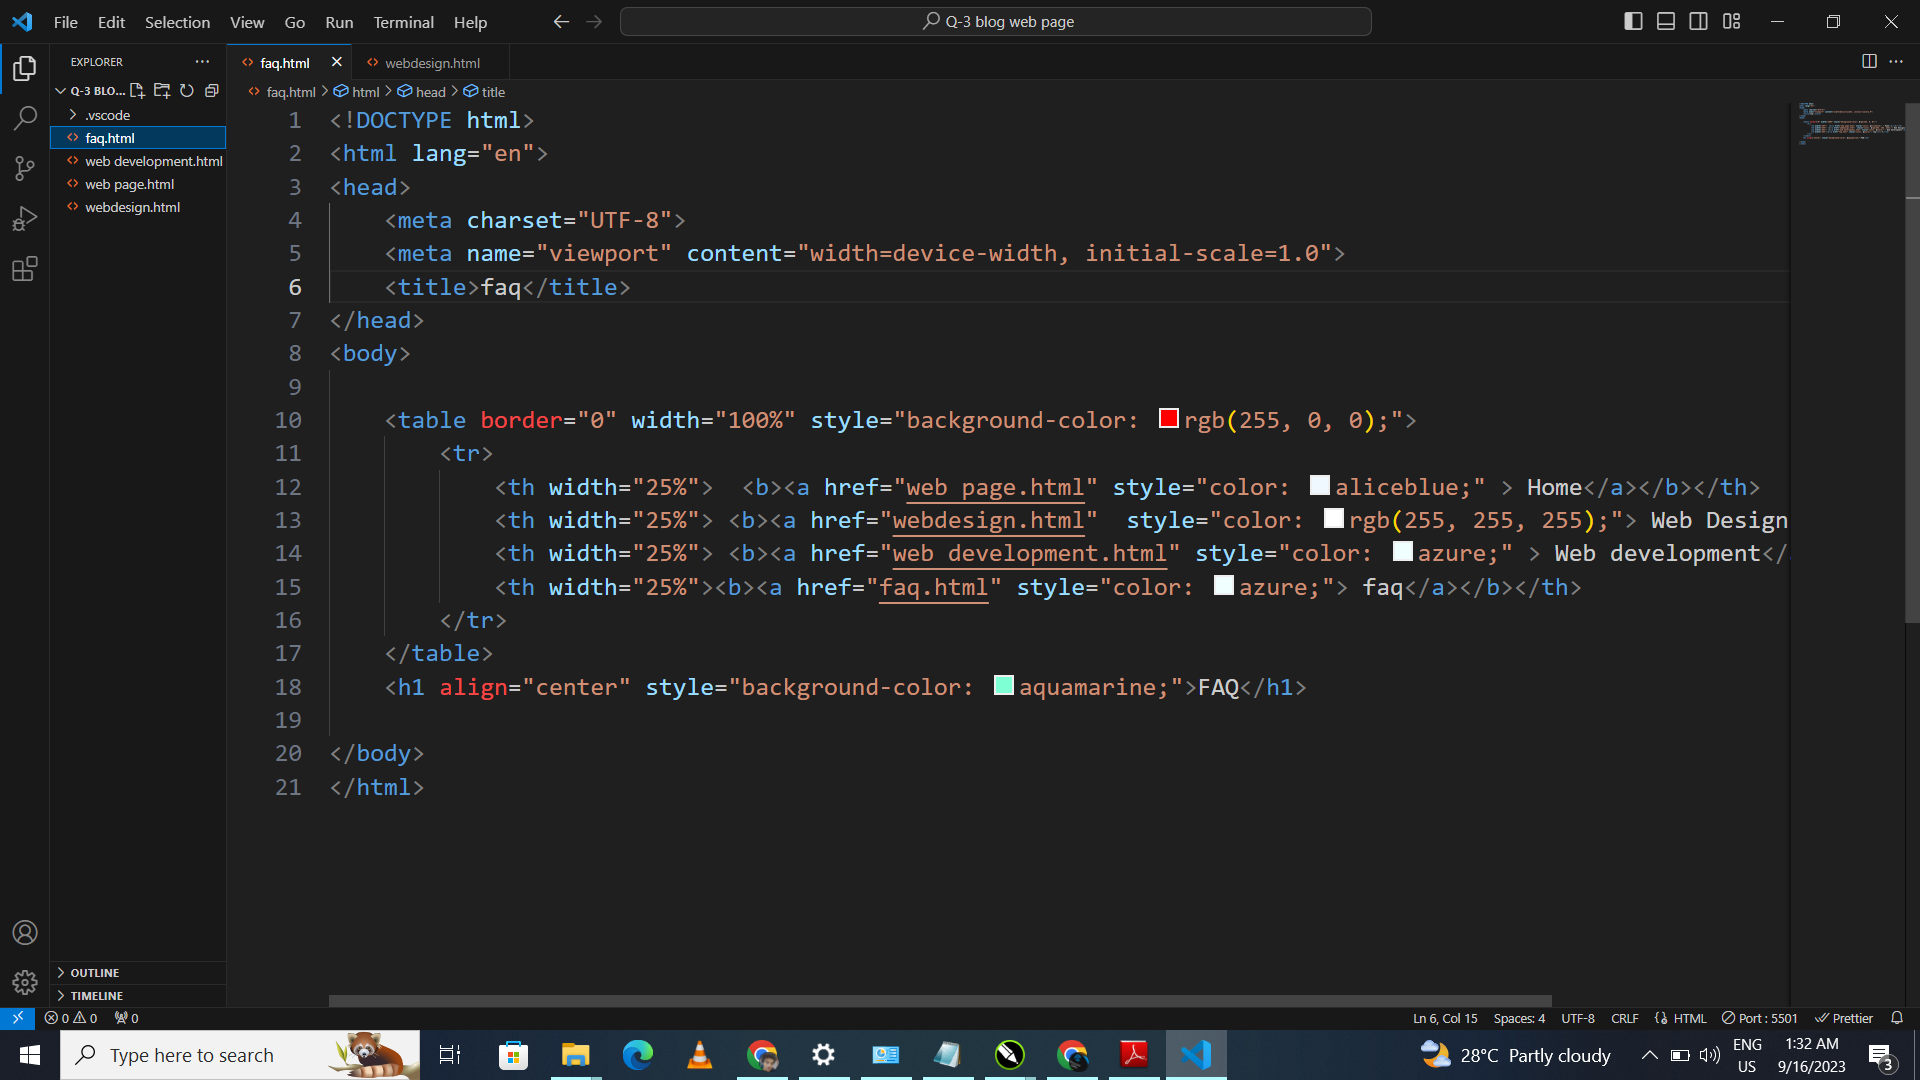 File Edit Selection View Go Run Terminal Help
Q-3 blog web page
EXPLORER
Q-3 BLO...
.vscode
faq.html
web development.html
web page.html
webdesign.html
OUTLINE
TIMELINE
faq.html webdesign.html
faq.html > html > head > title
1 <!DOCTYPE html>
2 <html lang="en">
3 <head>
4     <meta charset="UTF-8">
5     <meta name="viewport" content="width=device-width, initial-scale=1.0">
6     <title>faq</title>
7 </head>
8 <body>
9
10     <table border="0" width="100%" style="background-color: rgb(255, 0, 0);">
11         <tr>
12             <th width="25%">  <b><a href="web page.html" style="color: aliceblue;" > Home</a></b></th>
13             <th width="25%"> <b><a href="webdesign.html"  style="color: rgb(255, 255, 255);"> Web Design
14             <th width="25%"> <b><a href="web development.html" style="color: azure;" > Web development</
15             <th width="25%"><b><a href="faq.html" style="color: azure;"> faq</a></b></th>
16         </tr>
17     </table>
18     <h1 align="center" style="background-color: aquamarine;">FAQ</h1>
19
20 </body>
21 </html>
0 0 0
Ln 6, Col 15 Spaces: 4 UTF-8 CRLF HTML Port : 5501 Prettier
Type here to search
28°C Partly cloudy
ENG
US
1:32 AM
9/16/2023
3